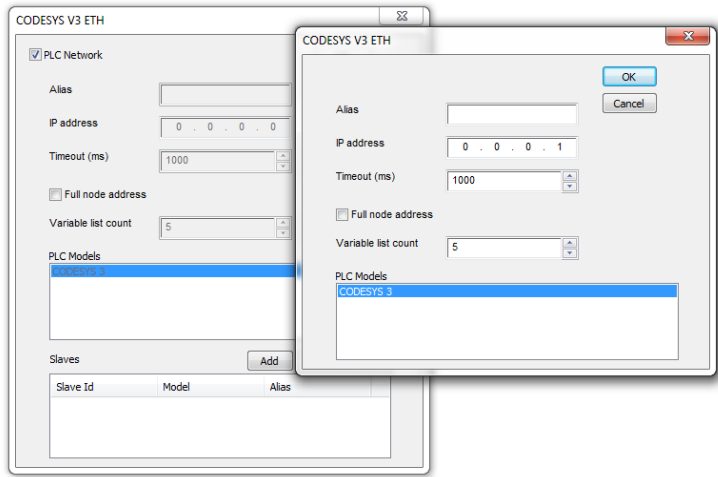 CODESYS V3 ETH
PLC Network
Alias
IP address 0 . 0 . 0 . 0
Timeout (ms) 1000
Full node address
Variable list count 5
PLC Models
CODESYS 3
Slaves Add
Slave Id Model Alias
CODESYS V3 ETH
OK
Cancel
Alias
IP address 0 . 0 . 0 . 1
Timeout (ms) 1000
Full node address
Variable list count 5
PLC Models
CODESYS 3